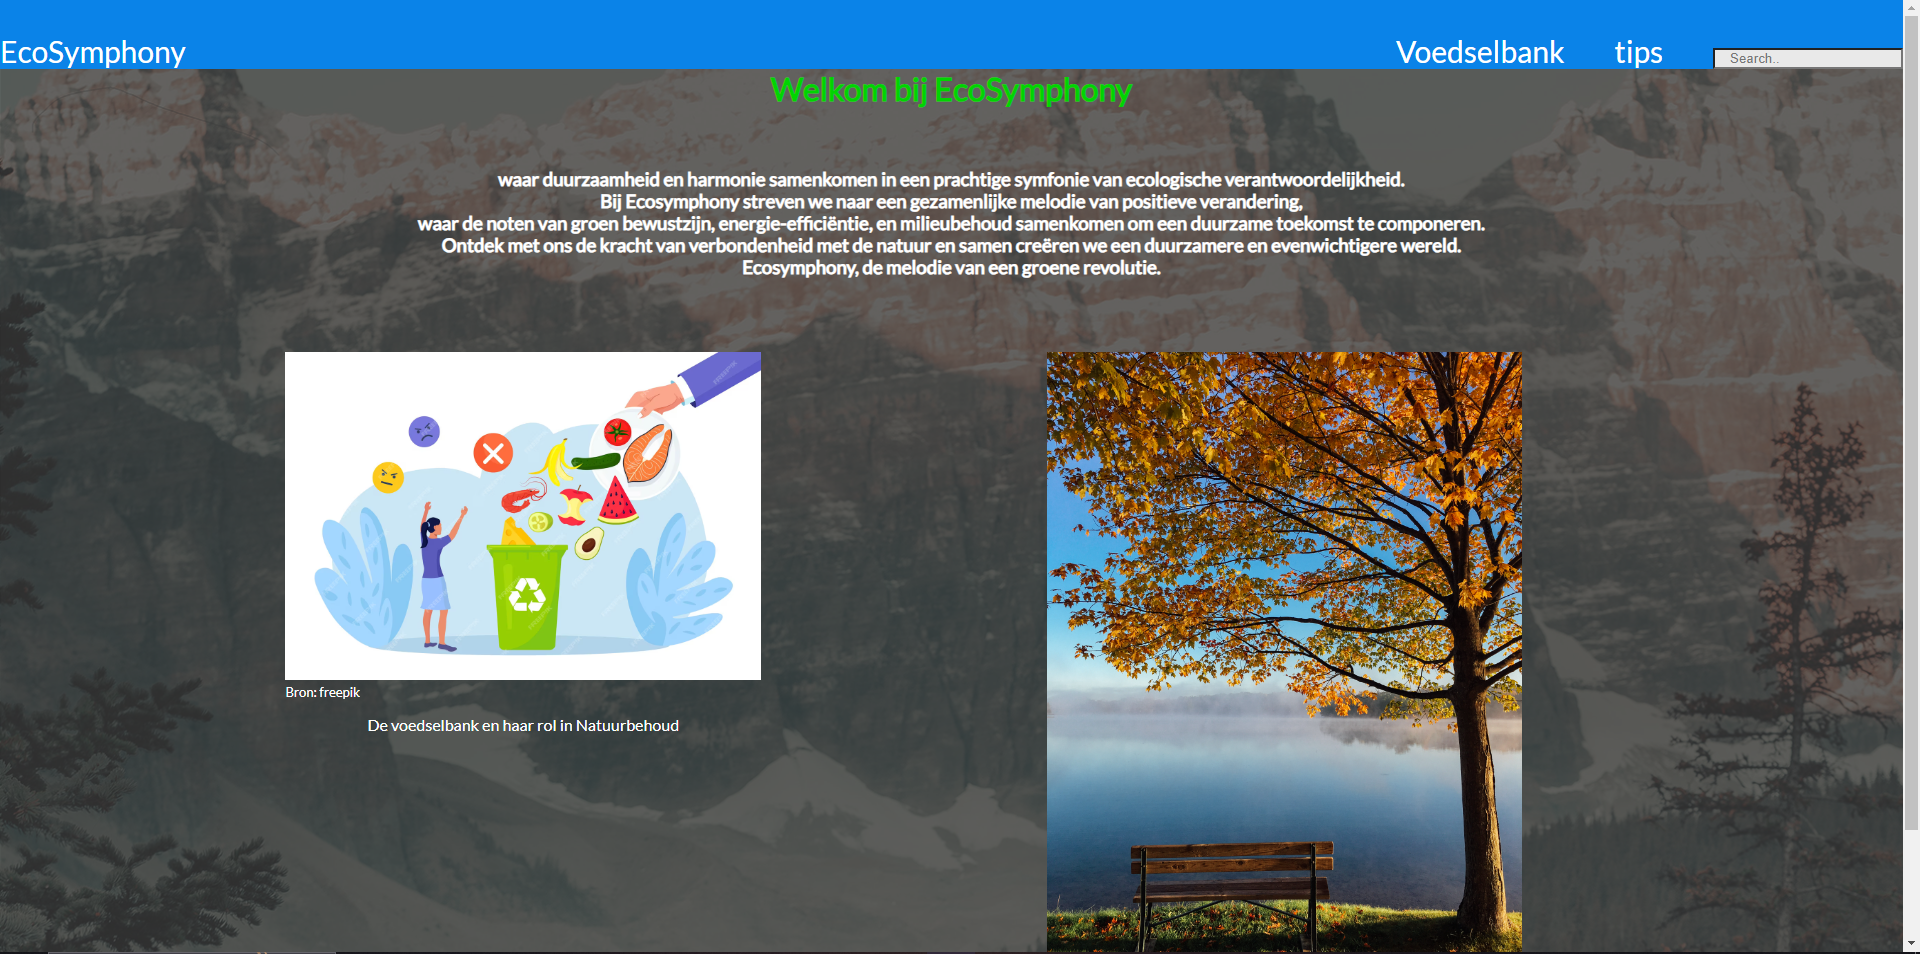 EcoSymphony
Voedselbank
tips
Search..
Welkom bij EcoSymphony
waar duurzaamheid en harmonie samenkomen in een prachtige symfonie van ecologische verantwoordelijkheid.
Bij Ecosymphony streven we naar een gezamenlijke melodie van positieve verandering,
waar de noten van groen bewustzijn, energie-efficiëntie, en milieubehoud samenkomen om een duurzame toekomst te componeren.
Ontdek met ons de kracht van verbondenheid met de natuur en samen creëren we een duurzamere en evenwichtigere wereld.
Ecosymphony, de melodie van een groene revolutie.
Bron: freepik
De voedselbank en haar rol in Natuurbehoud